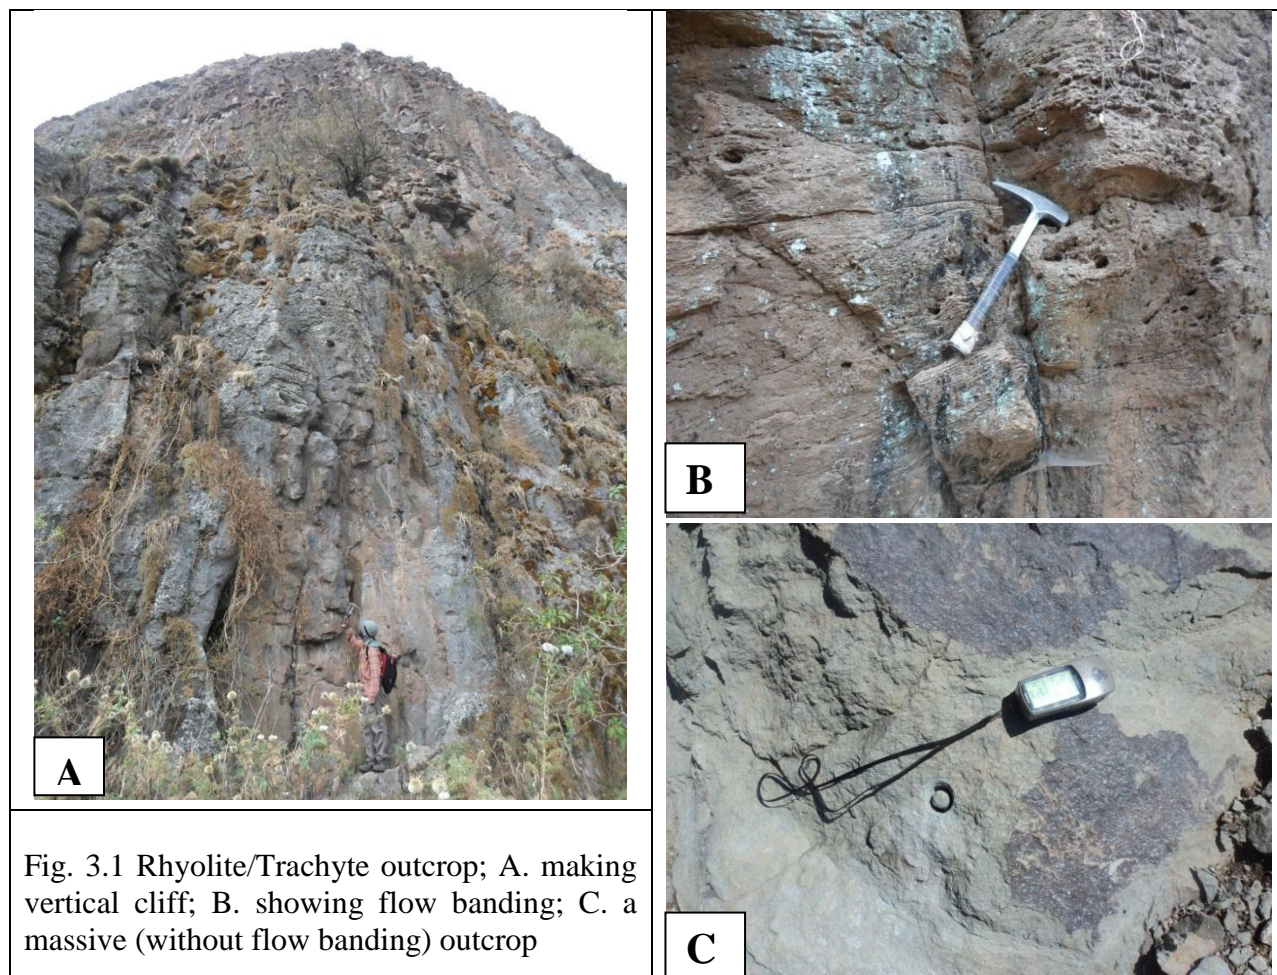 A
B
C
Fig. 3.1 Rhyolite/Trachyte outcrop; A. making
vertical cliff; B. showing flow banding; C. a
massive (without flow banding) outcrop